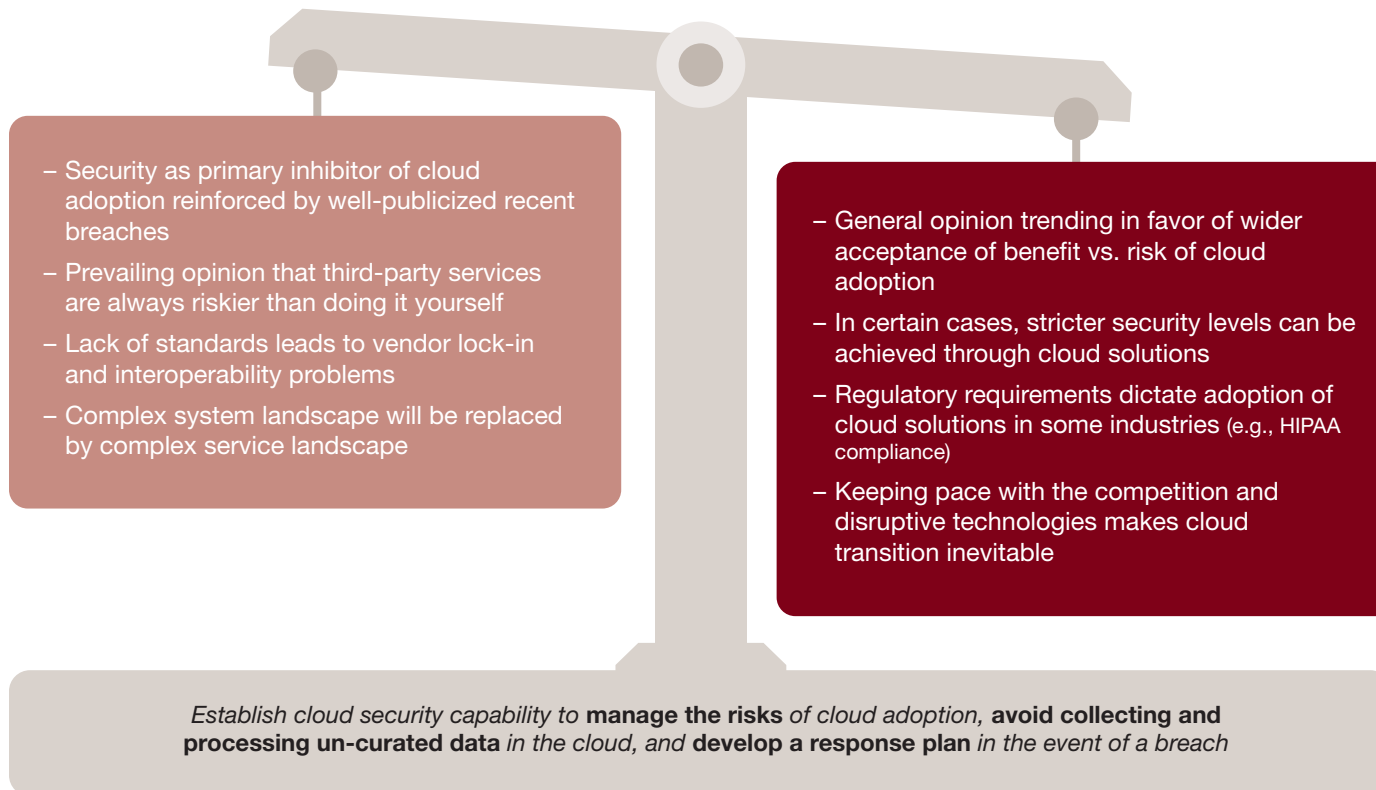 – Security as primary inhibitor of cloud
adoption reinforced by well-publicized recent
breaches
– Prevailing opinion that third-party services
are always riskier than doing it yourself
– Lack of standards leads to vendor lock-in
and interoperability problems
– Complex system landscape will be replaced
by complex service landscape
– General opinion trending in favor of wider
acceptance of benefit vs. risk of cloud
adoption
– In certain cases, stricter security levels can be
achieved through cloud solutions
– Regulatory requirements dictate adoption of
cloud solutions in some industries (e.g., HIPAA
compliance)
– Keeping pace with the competition and
disruptive technologies makes cloud
transition inevitable
Establish cloud security capability to manage the risks of cloud adoption, avoid collecting and
processing un-curated data in the cloud, and develop a response plan in the event of a breach